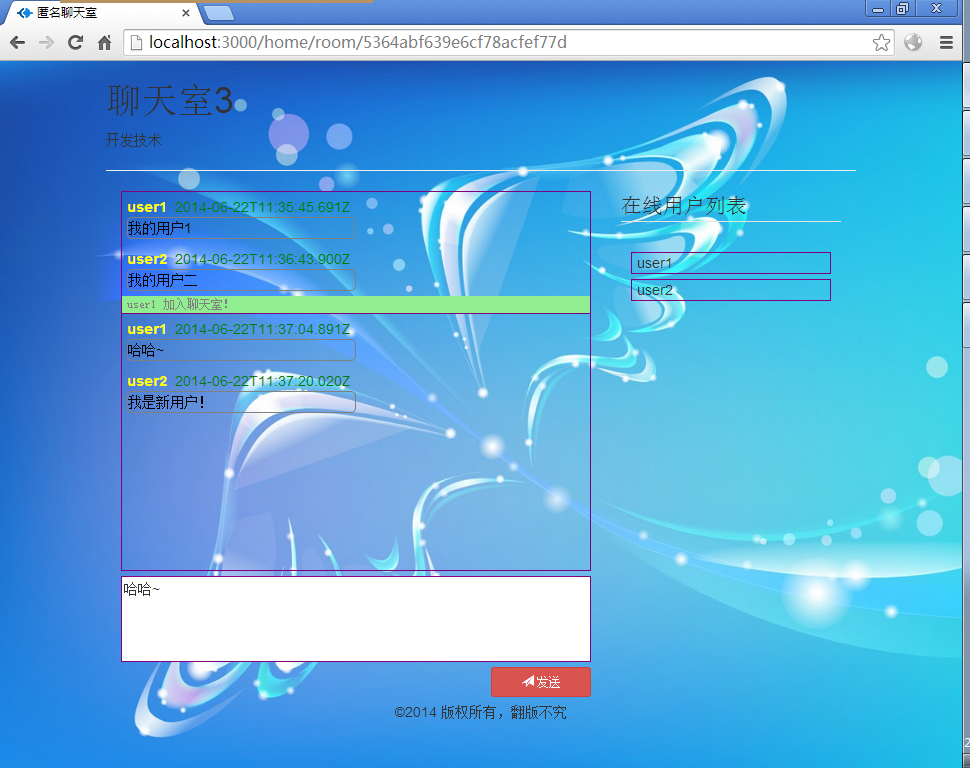 匿名聊天室
localhost:3000/home/room/5364abf639e6cf78acfef77d
聊天室3
开发技术
user1 2014-06-22T11:35:45.691Z
我的用户1
user2 2014-06-22T11:36:43.900Z
我的用户二
user1 加入聊天室!
user1 2014-06-22T11:37:04.891Z
哈哈~
user2 2014-06-22T11:37:20.020Z
我是新用户!
在线用户列表
user1
user2
哈哈~
发送
©2014 版权所有，翻版不究